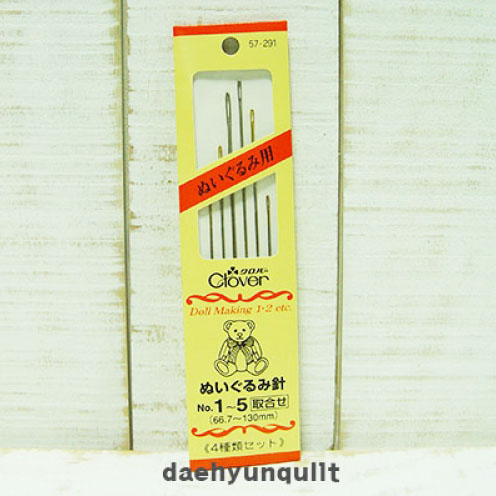 57-291
ぬいぐるみ用
クロバー
Clover
Doll Making 1・2 etc.
ぬいぐるみ針
No.1~5 取合せ
(66.7~130mm)
《4種類セット》
daehyunquilt